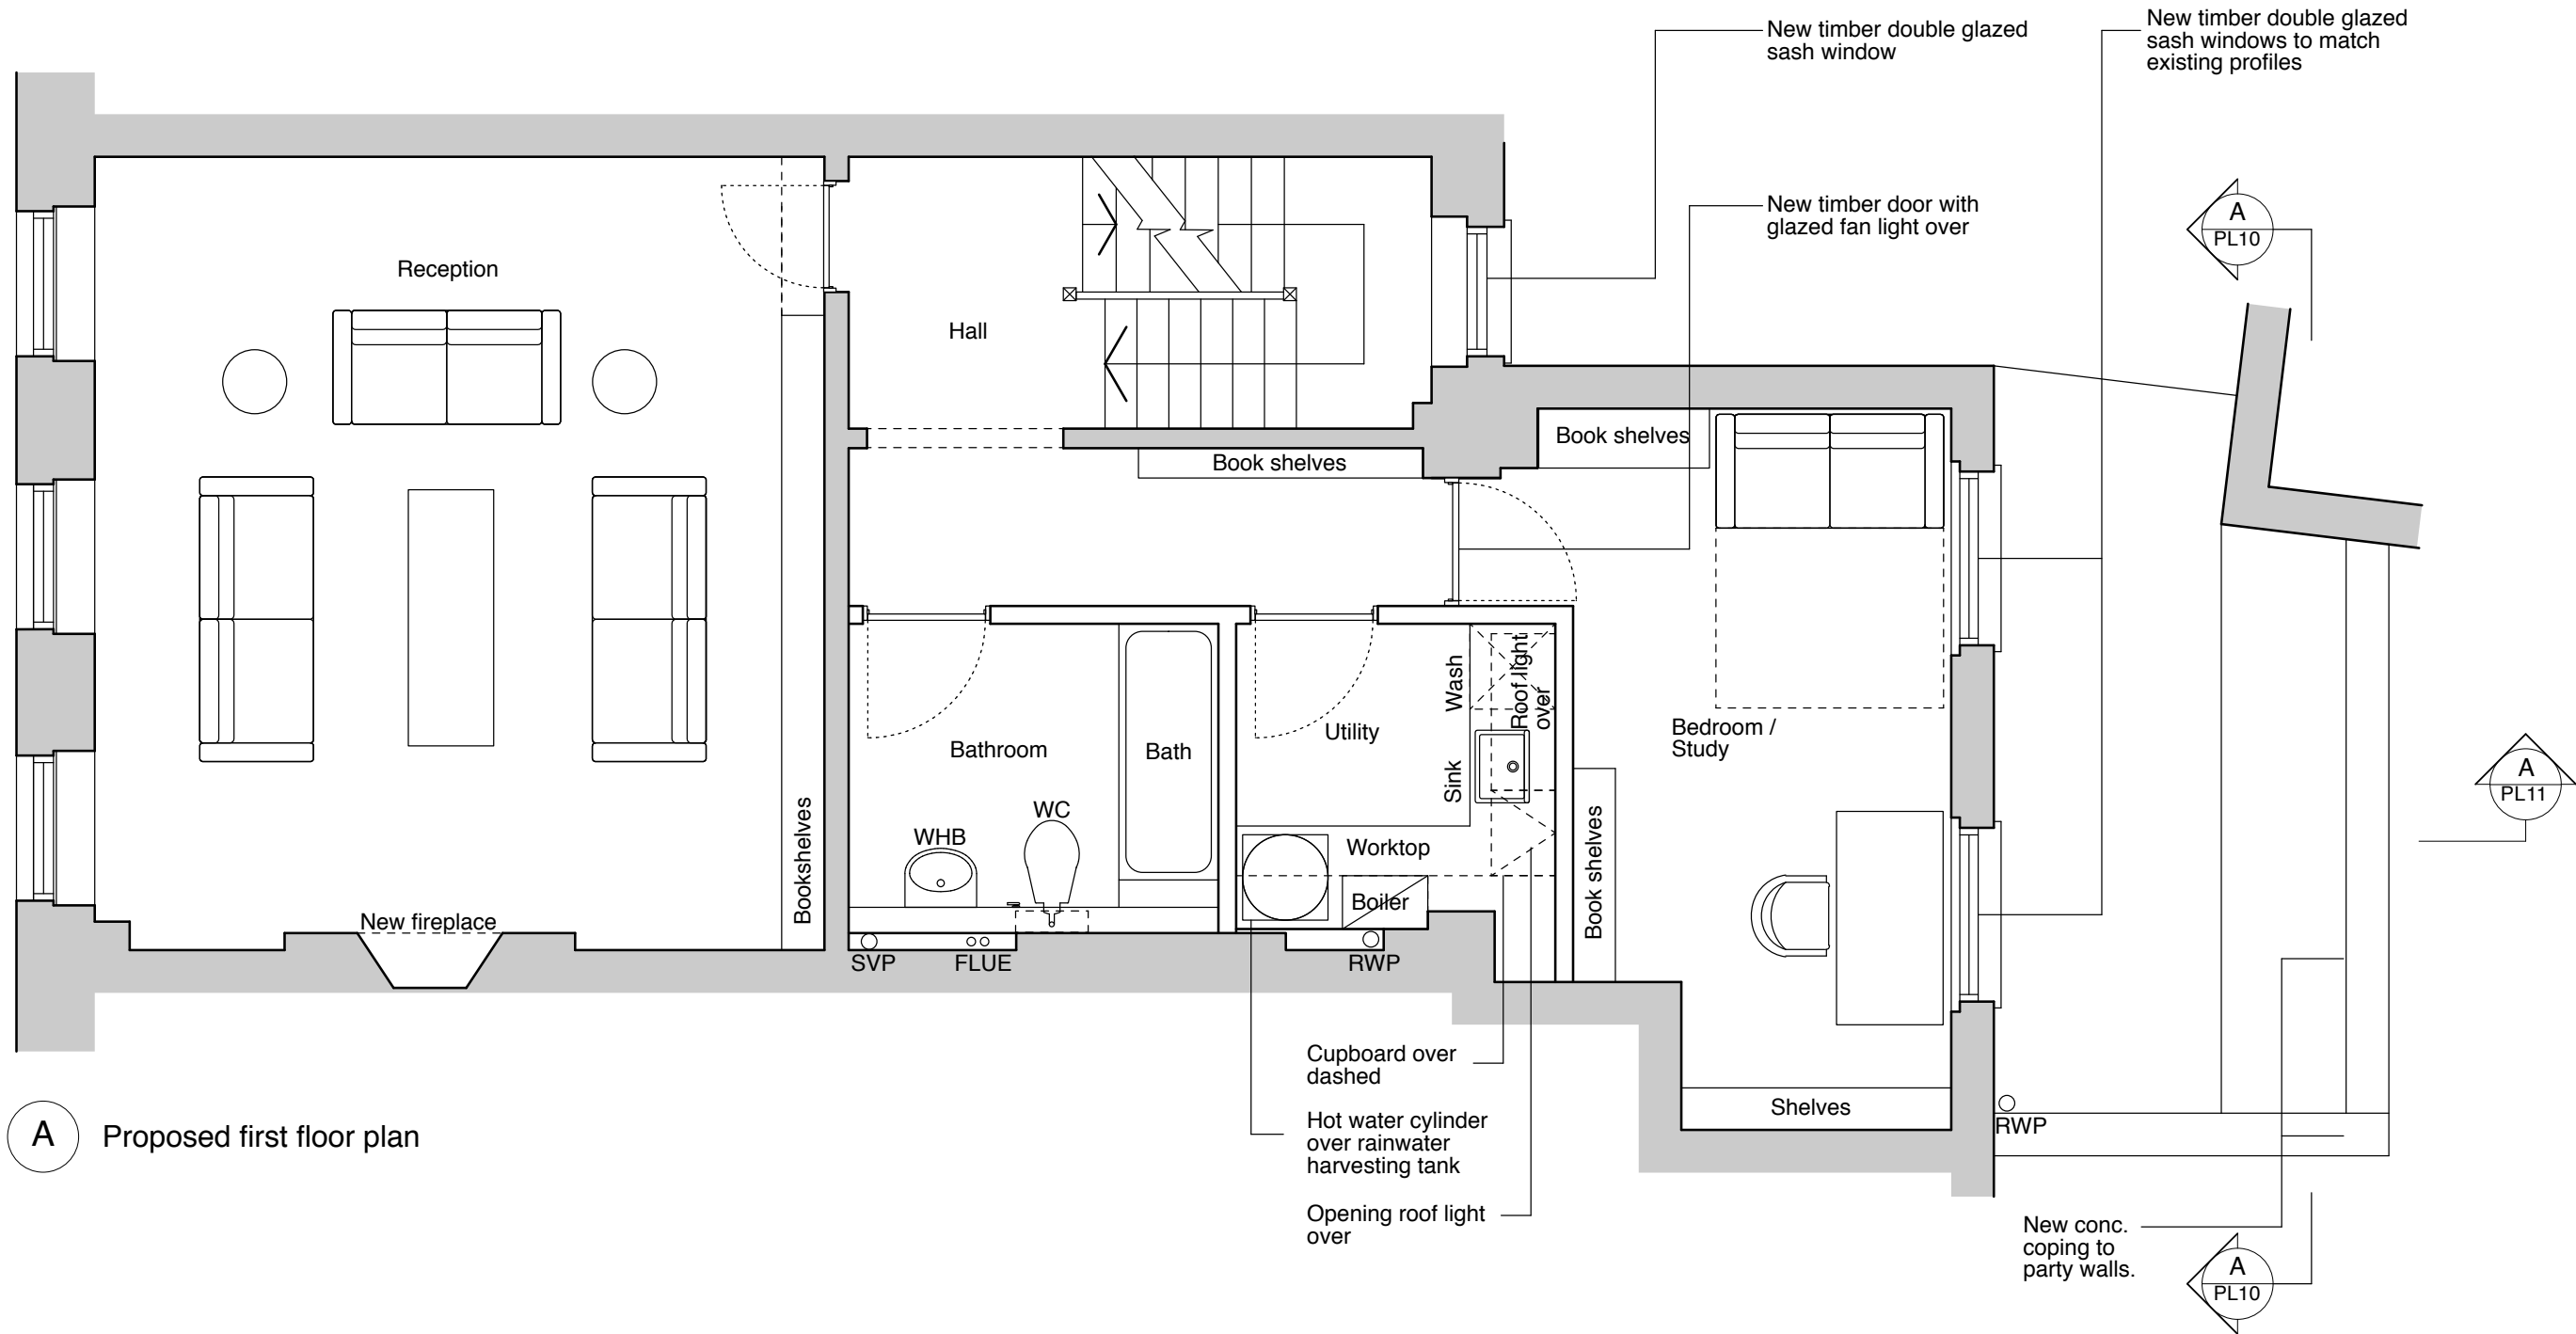 New timber double glazed
sash window
New timber double glazed
sash windows to match
existing profiles
New timber door with
glazed fan light over
A
PL10
Reception
Hall
Book shelves
Book shelves
Wash
Roof light
over
Sink
Utility
Bedroom /
Study
Bathroom
Bath
A
PL11
WC
WHB
Worktop
Boiler
Bookshelves
Book shelves
New fireplace
SVP
FLUE
RWP
Cupboard over
dashed
Shelves
RWP
A
Proposed first floor plan
Hot water cylinder
over rainwater
harvesting tank
Opening roof light
over
New conc.
coping to
party walls.
A
PL10